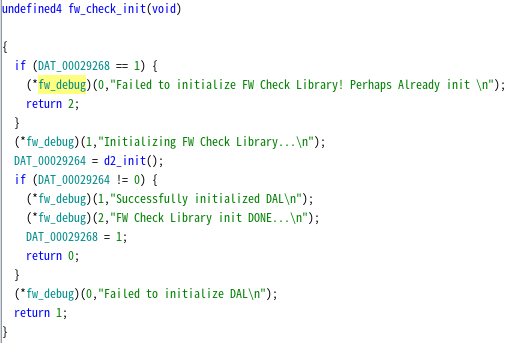 undefined4 fw_check_init(void)
{
if (DAT_00029268 == 1) {
(*fw_debug)(0,"Failed to initialize FW Check Library! Perhaps Already init \n");
return 2;
}
(*fw_debug)(1,"Initializing FW Check Library...\n");
DAT_00029264 = d2_init();
if (DAT_00029264 != 0) {
(*fw_debug)(1,"Successfully initialized DAL\n");
(*fw_debug)(2,"FW Check Library init DONE...\n");
DAT_00029268 = 1;
return 0;
}
(*fw_debug)(0,"Failed to initialize DAL\n");
return 1;
}